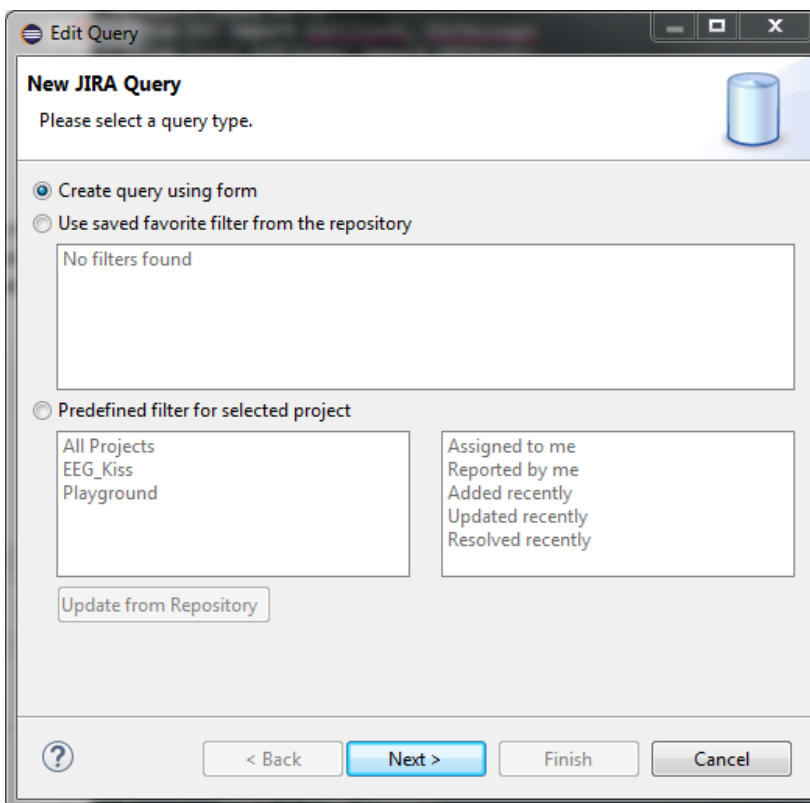 Edit Query
New JIRA Query
Please select a query type.
Create query using form
Use saved favorite filter from the repository
No filters found
Predefined filter for selected project
All Projects
EEG_Kiss
Playground
Assigned to me
Reported by me
Added recently
Updated recently
Resolved recently
Update from Repository
< Back
Next >
Finish
Cancel